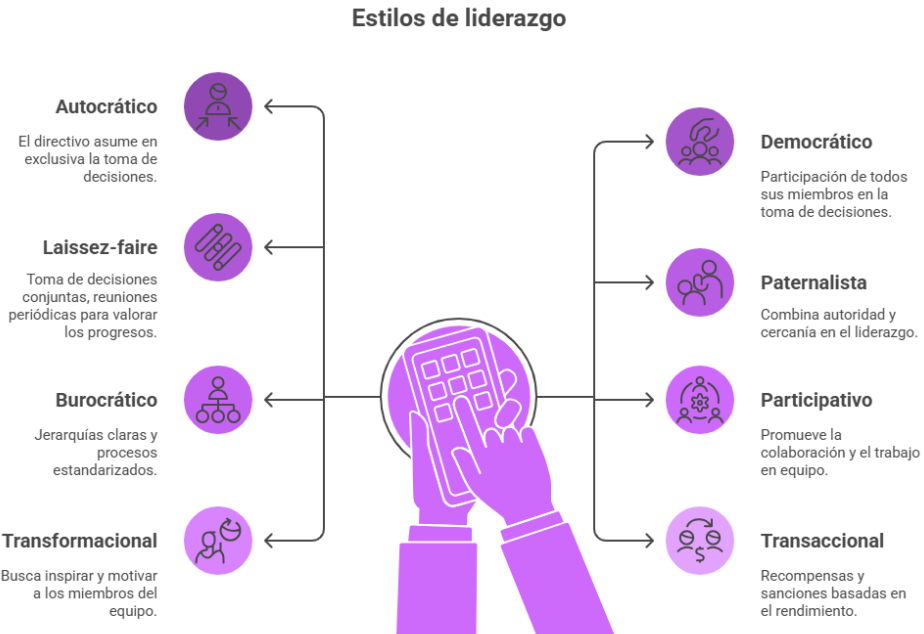 Estilos de liderazgo
Autocrático
El directivo asume en
exclusiva la toma de
decisiones.
Laissez-faire
Toma de decisiones
conjuntas, reuniones
periódicas para valorar
los progresos.
Burocrático
Jerarquías claras y
procesos
estandarizados.
Transformacional
Busca inspirar y motivar
a los miembros del
equipo.
Democrático
Participación de todos
sus miembros en la
toma de decisiones.
Paternalista
Combina autoridad y
cercanía en el liderazgo.
Participativo
Promueve la
colaboración y el trabajo
en equipo.
$
Transaccional
Recompensas y
sanciones basadas en
el rendimiento.